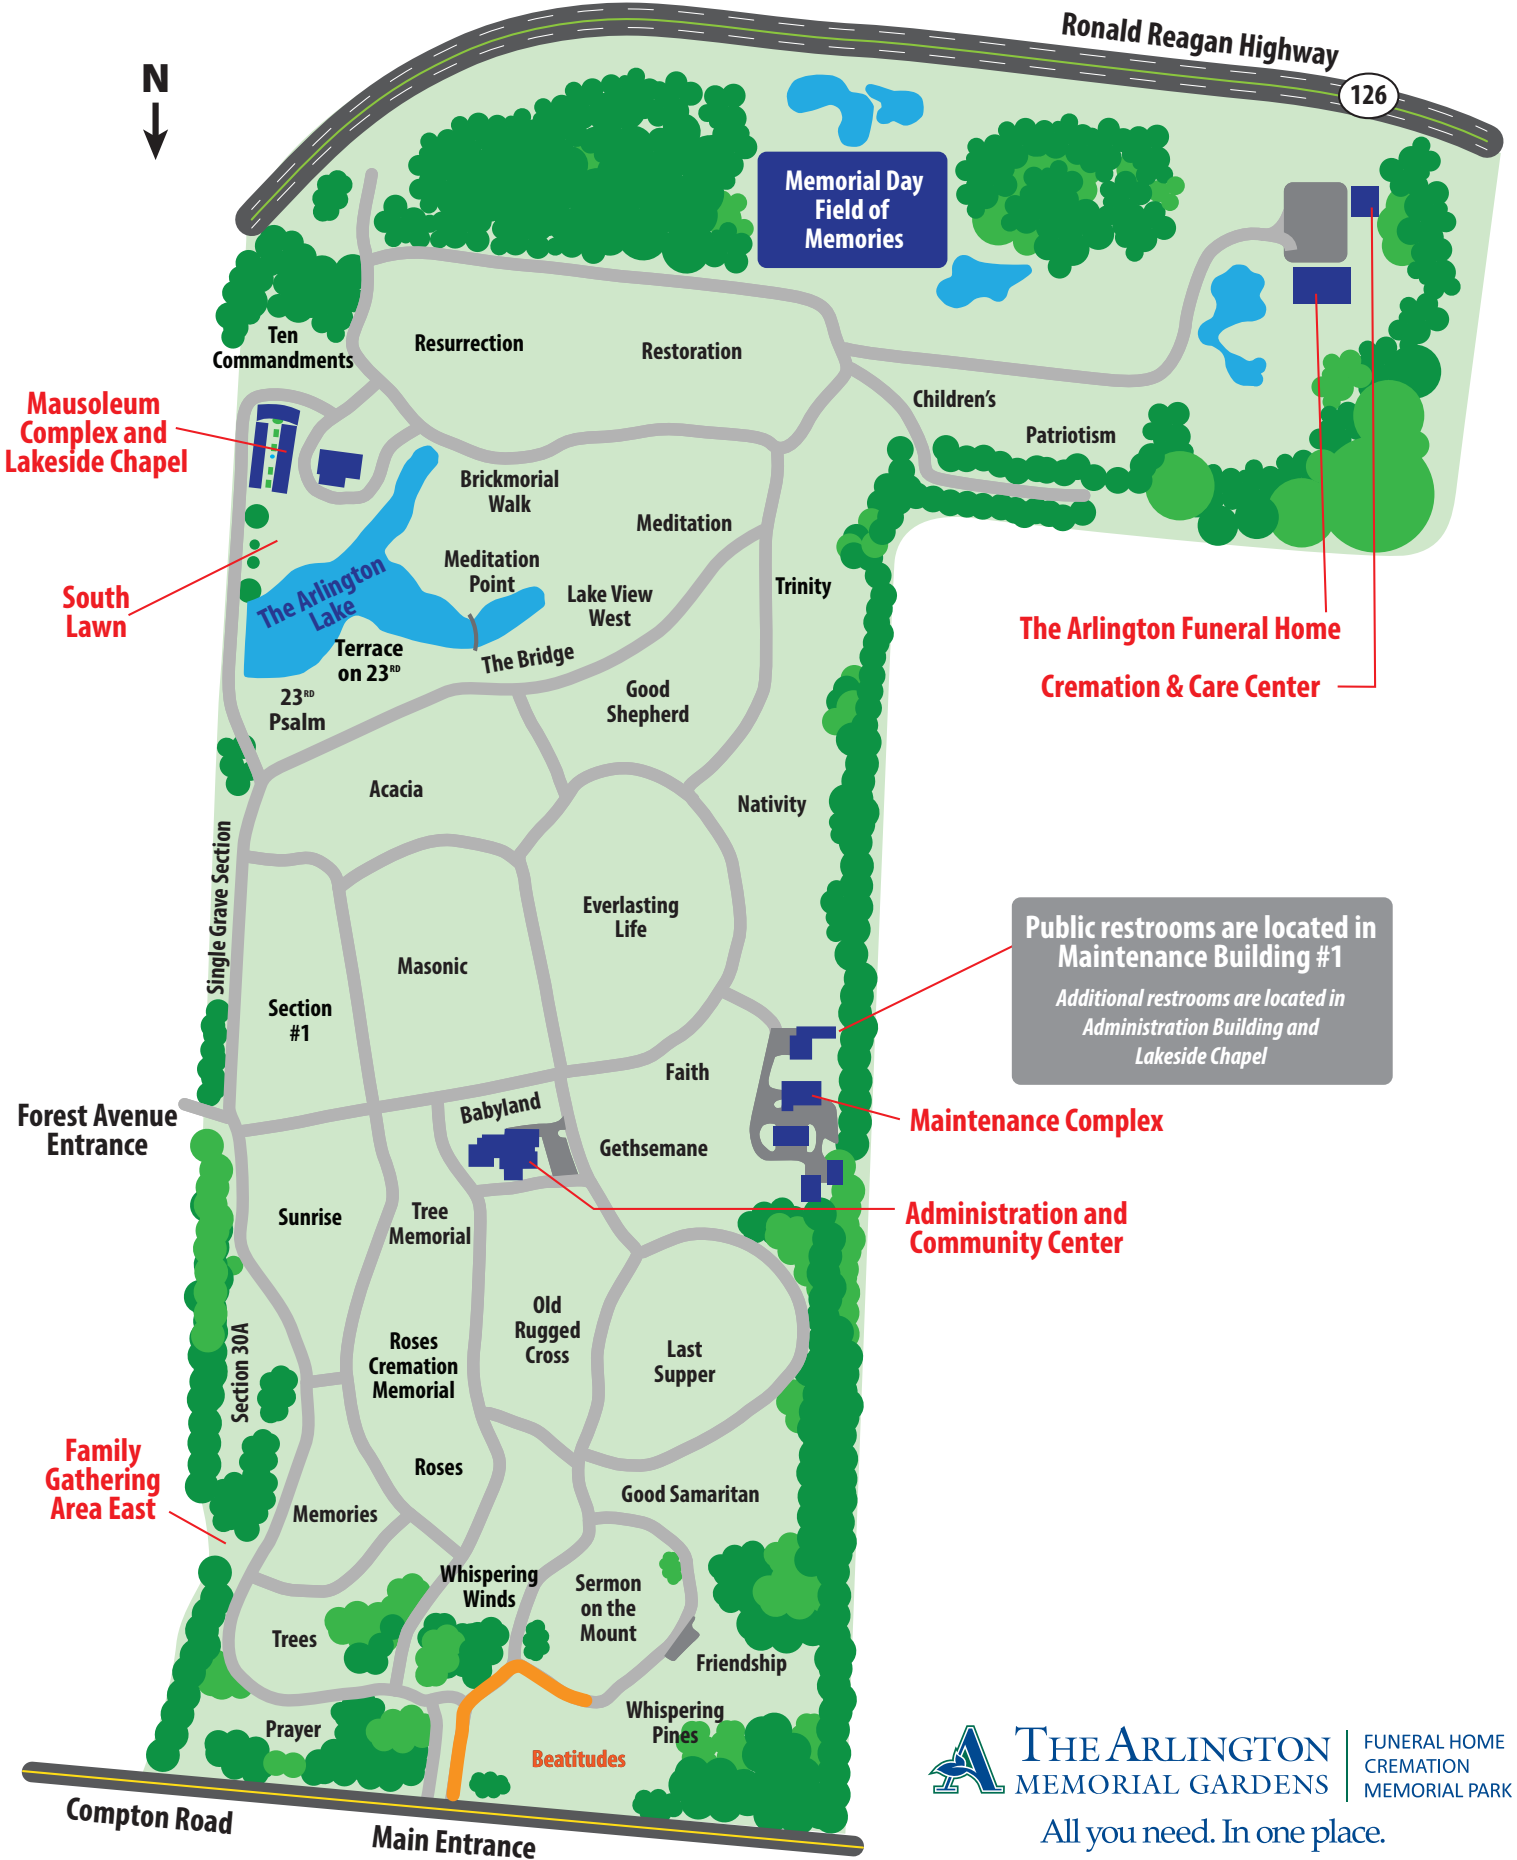 Ronald Reagan Highway
126
N
Memorial Day
Field of
Memories
Ten
Commandments
Resurrection
Restoration
Children's
Patriotism
Mausoleum
Complex and
Lakeside Chapel
Brickmorial
Walk
Meditation
Meditation
Point
Lake View
West
Trinity
South
Lawn
The Arlington
Lake
Terrace
on 23RD
The Bridge
23RD
Psalm
Good
Shepherd
The Arlington Funeral Home
Cremation & Care Center
Acacia
Nativity
Single Grave Section
Everlasting
Life
Masonic
Section
#1
Public restrooms are located in
Maintenance Building #1
Additional restrooms are located in
Administration Building and
Lakeside Chapel
Faith
Babyland
Forest Avenue
Entrance
Gethsemane
Maintenance Complex
Sunrise
Tree
Memorial
Administration and
Community Center
Old
Rugged
Cross
Roses
Cremation
Memorial
Last
Supper
Section 30A
Family
Gathering
Area East
Roses
Good Samaritan
Memories
Whispering
Winds
Sermon
on the
Mount
Trees
Friendship
Prayer
Whispering
Pines
Beatitudes
Compton Road
Main Entrance
THE ARLINGTON
MEMORIAL GARDENS
FUNERAL HOME
CREMATION
MEMORIAL PARK
All you need. In one place.